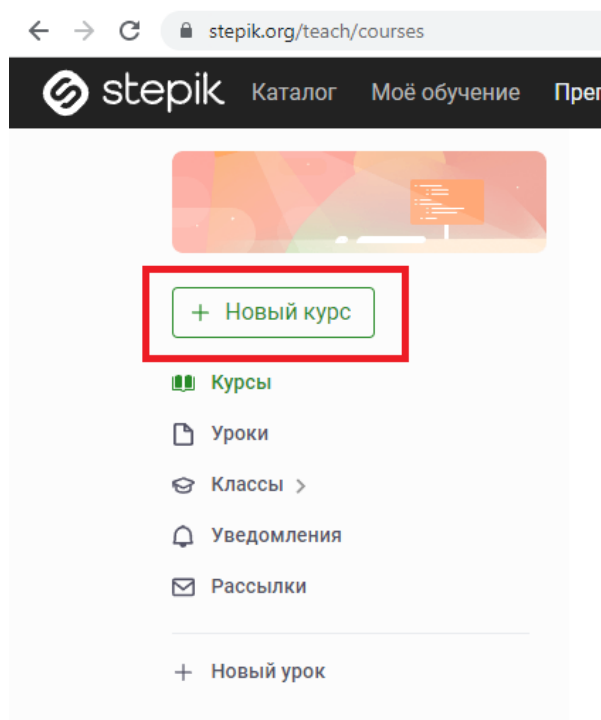 stepik.org/teach/courses
stepik Каталог Моё обучение
+ Новый курс
Курсы
Уроки
Классы >
Уведомления
Рассылки
+ Новый урок